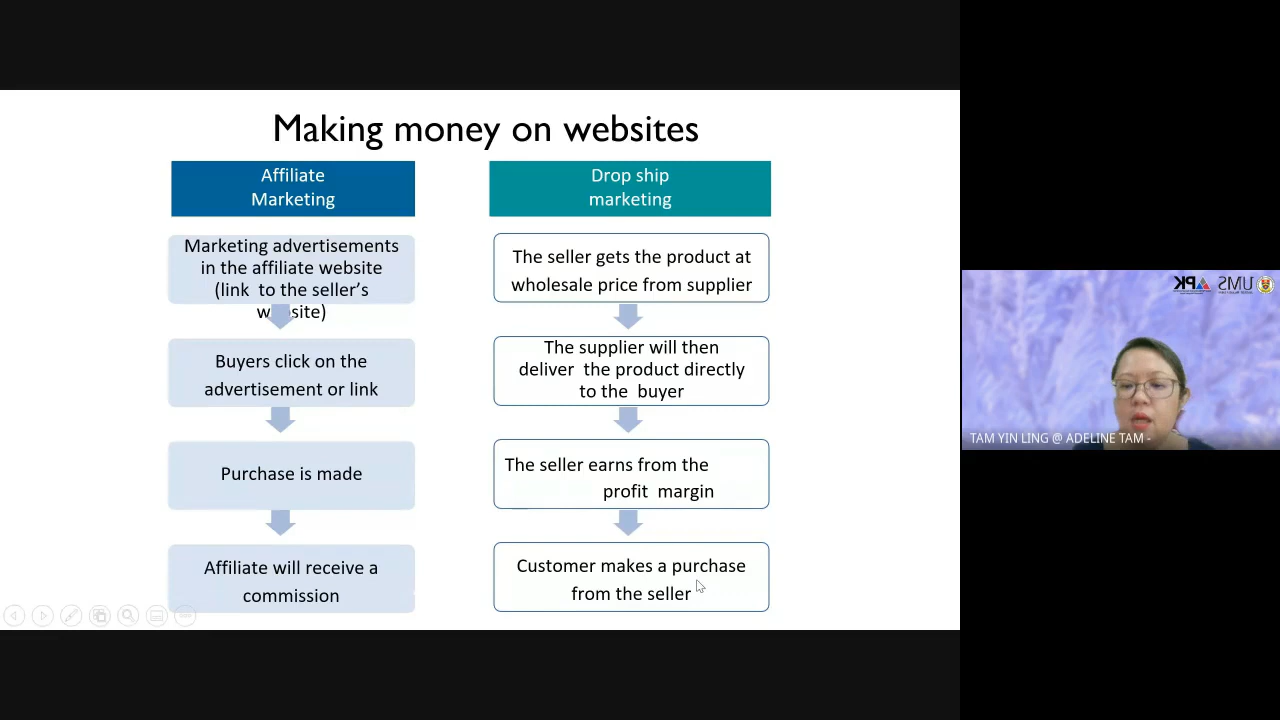 Making money on websites
Affiliate
Marketing
Marketing advertisements
in the affiliate website
(link to the seller's
site)
Buyers click on the
advertisement or link
Purchase is made
Affiliate will receive a
commission
Drop ship
marketing
The seller gets the product at
wholesale price from supplier
The supplier will then
deliver the product directly
to the buyer
The seller earns from the
profit margin
Customer makes a purchase
from the seller
APK
UMS
TAM YIN LING @ ADELINE TAM -